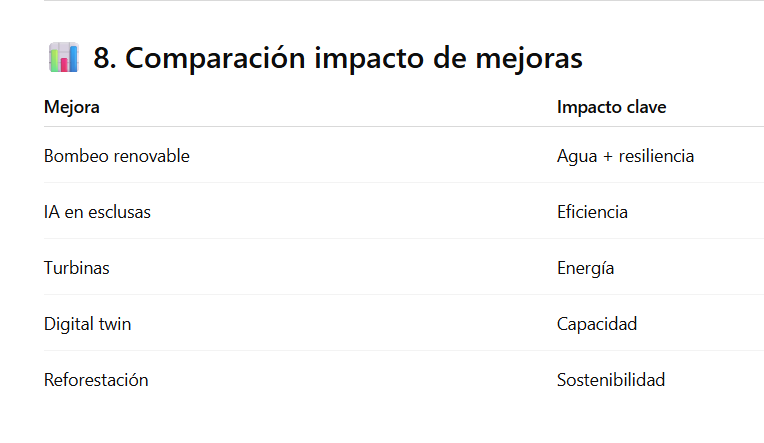 8. Comparación impacto de mejoras
Mejora Impacto clave
Bombeo renovable Agua + resiliencia
IA en esclusas Eficiencia
Turbinas Energía
Digital twin Capacidad
Reforestación Sostenibilidad